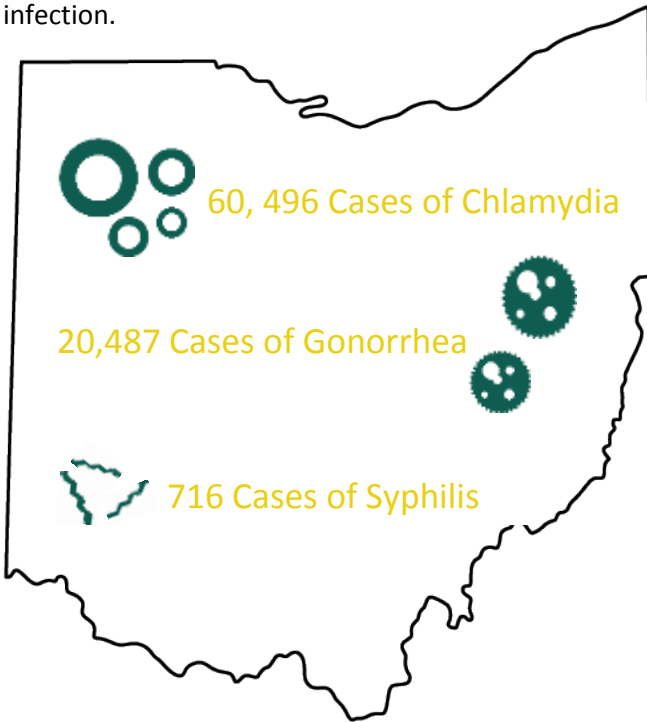 infection.
60, 496 Cases of Chlamydia
20,487 Cases of Gonorrhea
716 Cases of Syphilis